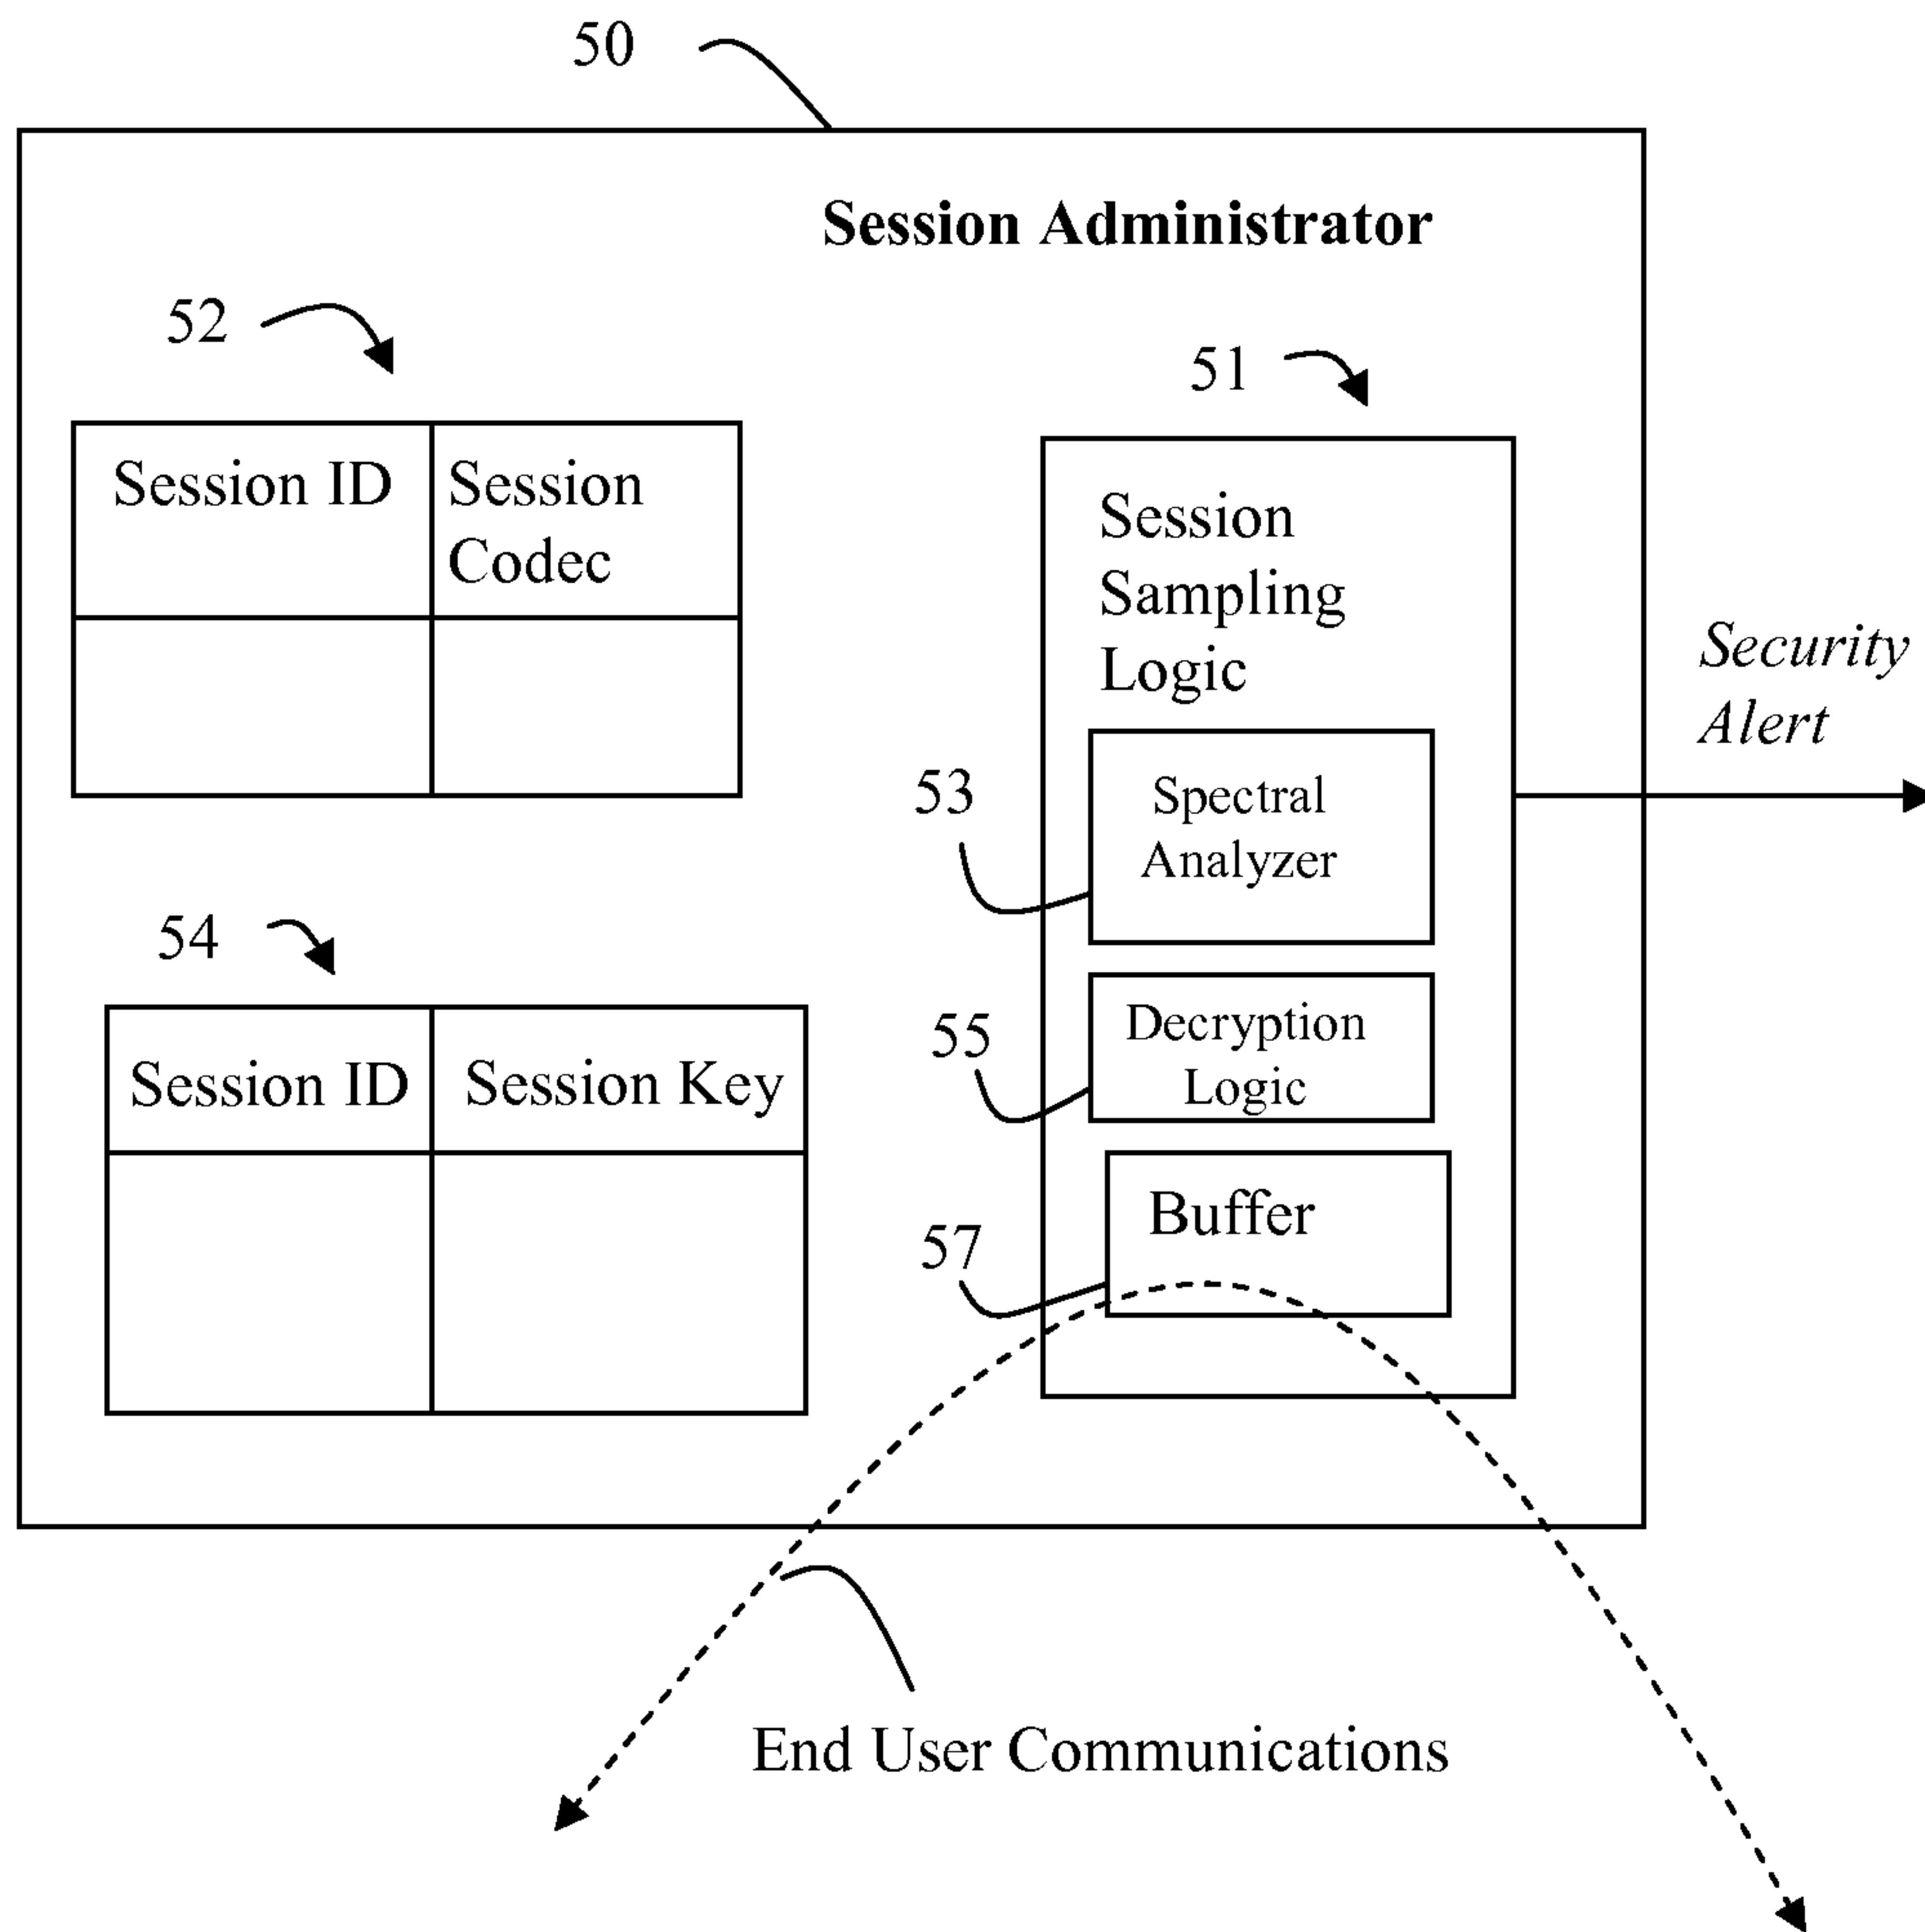 50
Session Administrator
52
51
Session ID
Session
Codec
Session
Sampling
Logic
Security
Alert
53
Spectral
Analyzer
54
55
Decryption
Logic
Session ID
Session Key
57
Buffer
End User Communications